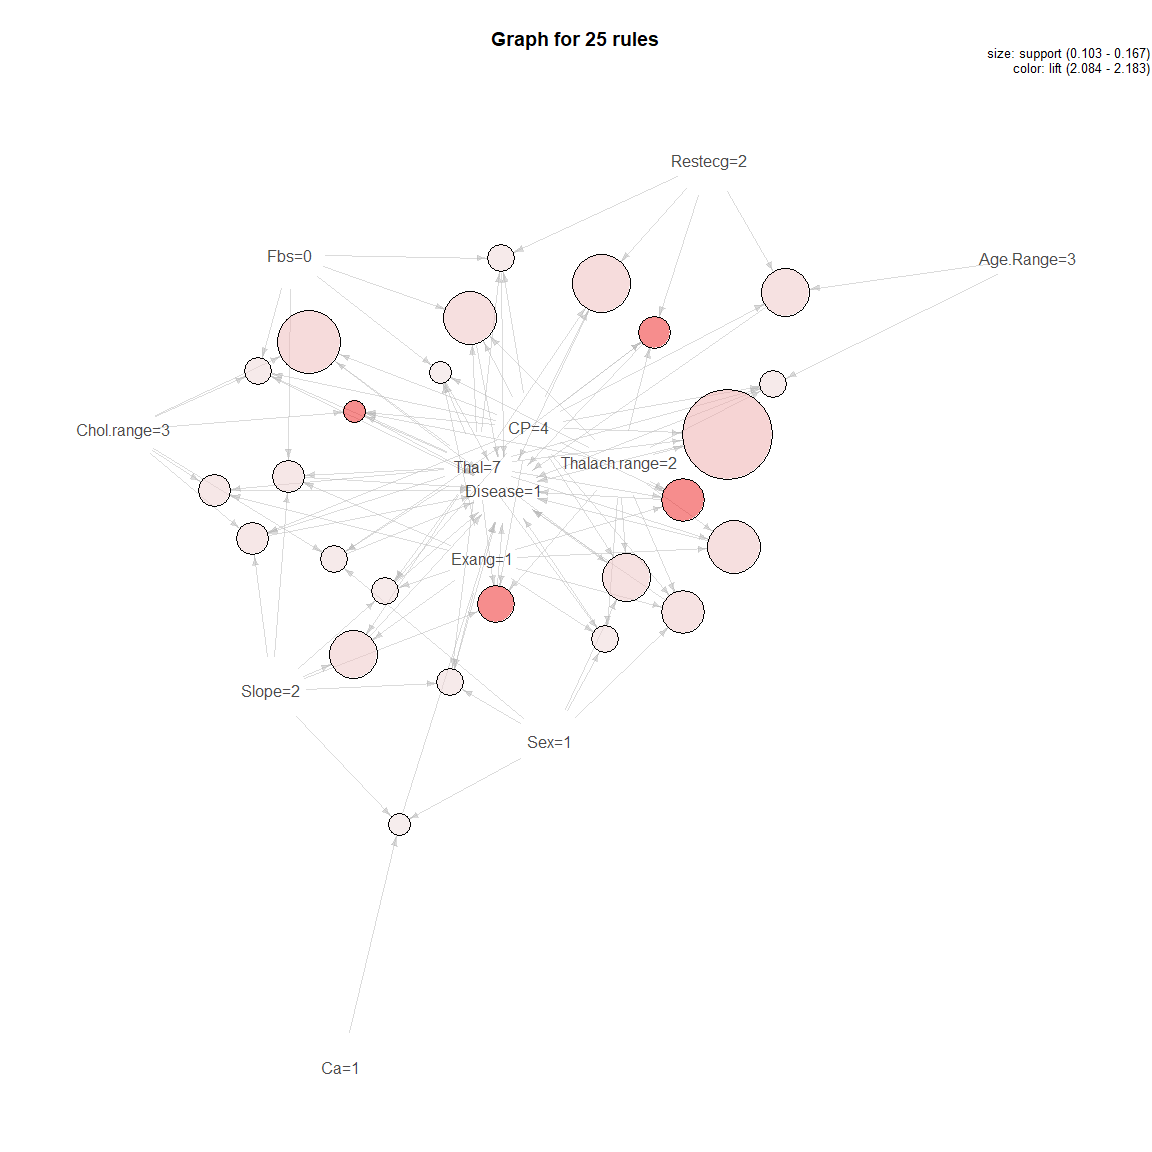 Graph for 25 rules
size: support (0.103 - 0.167)
color: lift (2.084 - 2.183)
Restecg=2
Fbs=0
Age.Range=3
CP=4
Chol.range=3
Thal=7
Thalach.range=2
Disease=1
Exang=1
Slope=2
Sex=1
Ca=1